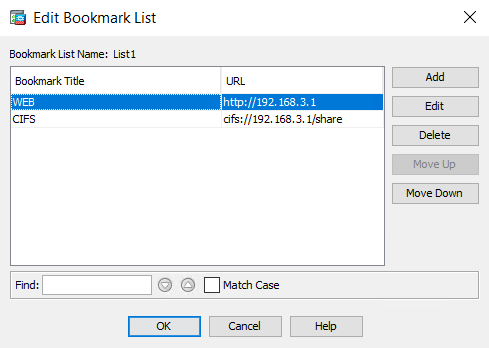 Edit Bookmark List
Bookmark List Name: List1
Bookmark Title URL
WEB http://192.168.3.1
CIFS cifs://192.168.3.1/share
Add
Edit
Delete
Move Up
Move Down
Find: Match Case
OK Cancel Help